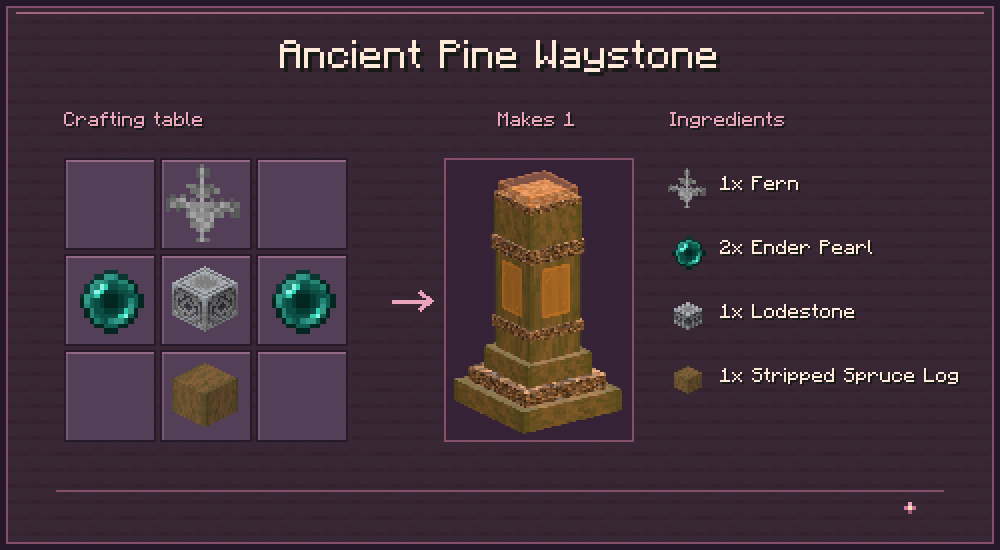 Ancient Pine Waystone
Crafting table
Makes 1
Ingredients
1x Fern
2x Ender Pearl
1x Lodestone
1x Stripped Spruce Log